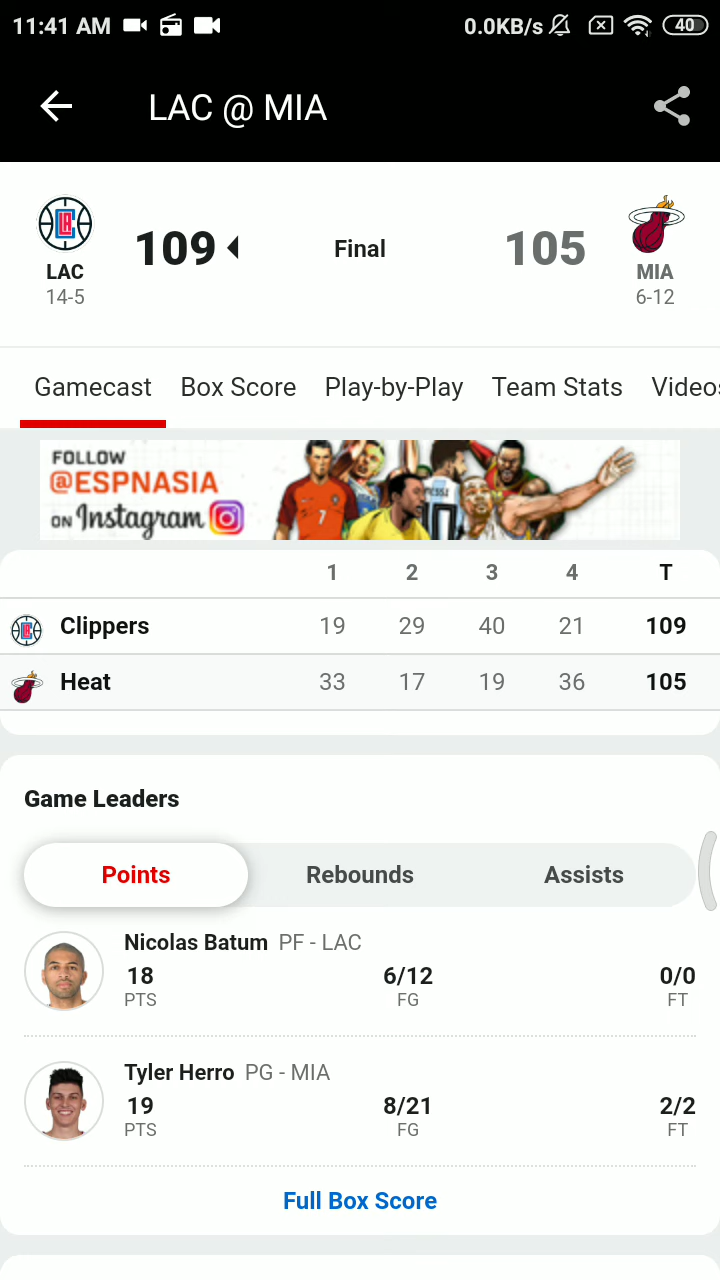 11:41 AM 0.0KB/s 40
LAC @ MIA
109 Final 105
LAC MIA
14-5 6-12
Gamecast Box Score Play-by-Play Team Stats Videos
FOLLOW
@ESPNASIA
ON Instagram
7
MESSI
10
1 2 3 4 T
Clippers 19 29 40 21 109
Heat 33 17 19 36 105
Game Leaders
Points Rebounds Assists
Nicolas Batum PF - LAC
18 6/12 0/0
PTS FG FT
Tyler Herro PG - MIA
19 8/21 2/2
PTS FG FT
Full Box Score